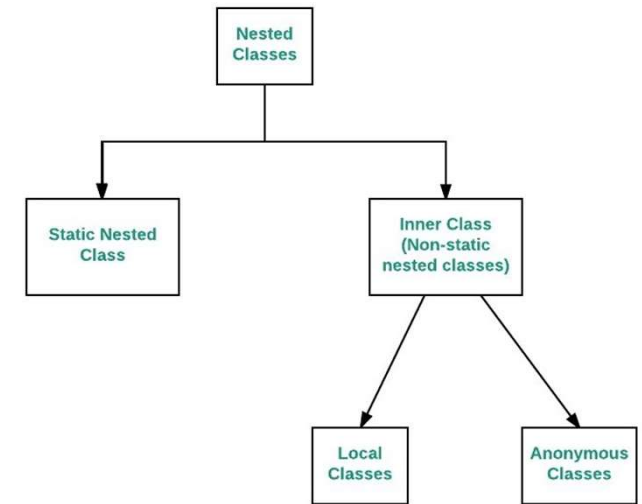 Nested
Classes
Static Nested
Class
Inner Class
(Non-static
nested classes)
Local
Classes
Anonymous
Classes